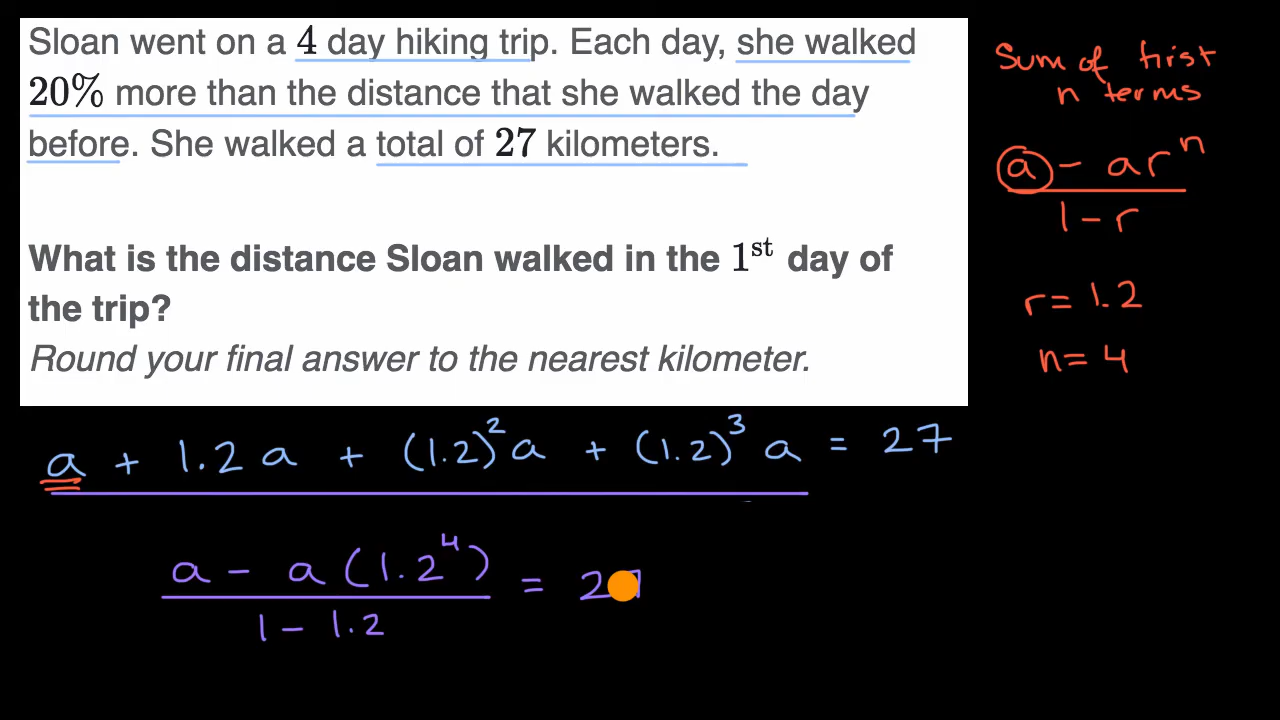 Sloan went on a 4 day hiking trip. Each day, she walked
20% more than the distance that she walked the day
before. She walked a total of 27 kilometers.
What is the distance Sloan walked in the 1st day of
the trip?
Round your final answer to the nearest kilometer.
Sum of first
n terms
a - ar^n
1 - r
r = 1.2
n = 4
a + 1.2a + (1.2)^2 a + (1.2)^3 a = 27
a - a(1.2^4)
1 - 1.2
= 2